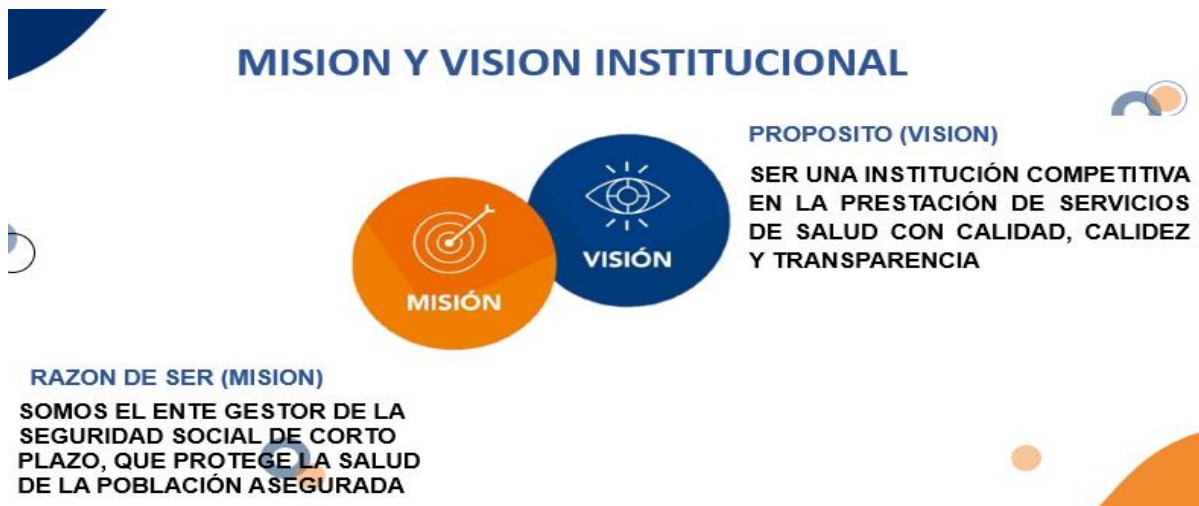 MISION Y VISION INSTITUCIONAL
PROPOSITO (VISION)
SER UNA INSTITUCIÓN COMPETITIVA
EN LA PRESTACIÓN DE SERVICIOS
DE SALUD CON CALIDAD, CALIDEZ
Y TRANSPARENCIA
VISIÓN
MISIÓN
RAZON DE SER (MISION)
SOMOS EL ENTE GESTOR DE LA
SEGURIDAD SOCIAL DE CORTO
PLAZO, QUE PROTEGE LA SALUD
DE LA POBLACIÓN ASEGURADA